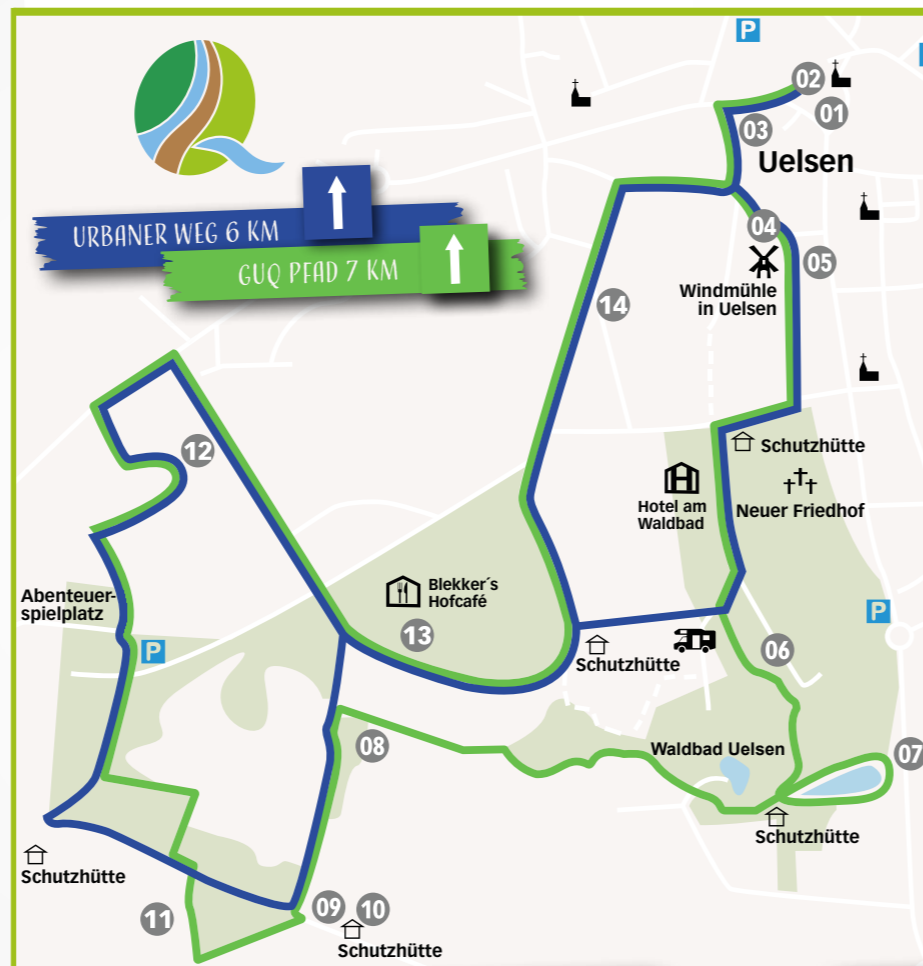 P
02
01
03
Uelsen
URBANER WEG 6 KM
GUQ PFAD 7 KM
04
05
Windmühle
in Uelsen
14
12
Schutzhütte
Hotel am
Waldbad
Neuer Friedhof
Abenteuer-
spielplatz
P
Blekker´s
Hofcafé
13
P
Schutzhütte
06
08
Waldbad Uelsen
07
Schutzhütte
Schutzhütte
11
09
10
Schutzhütte